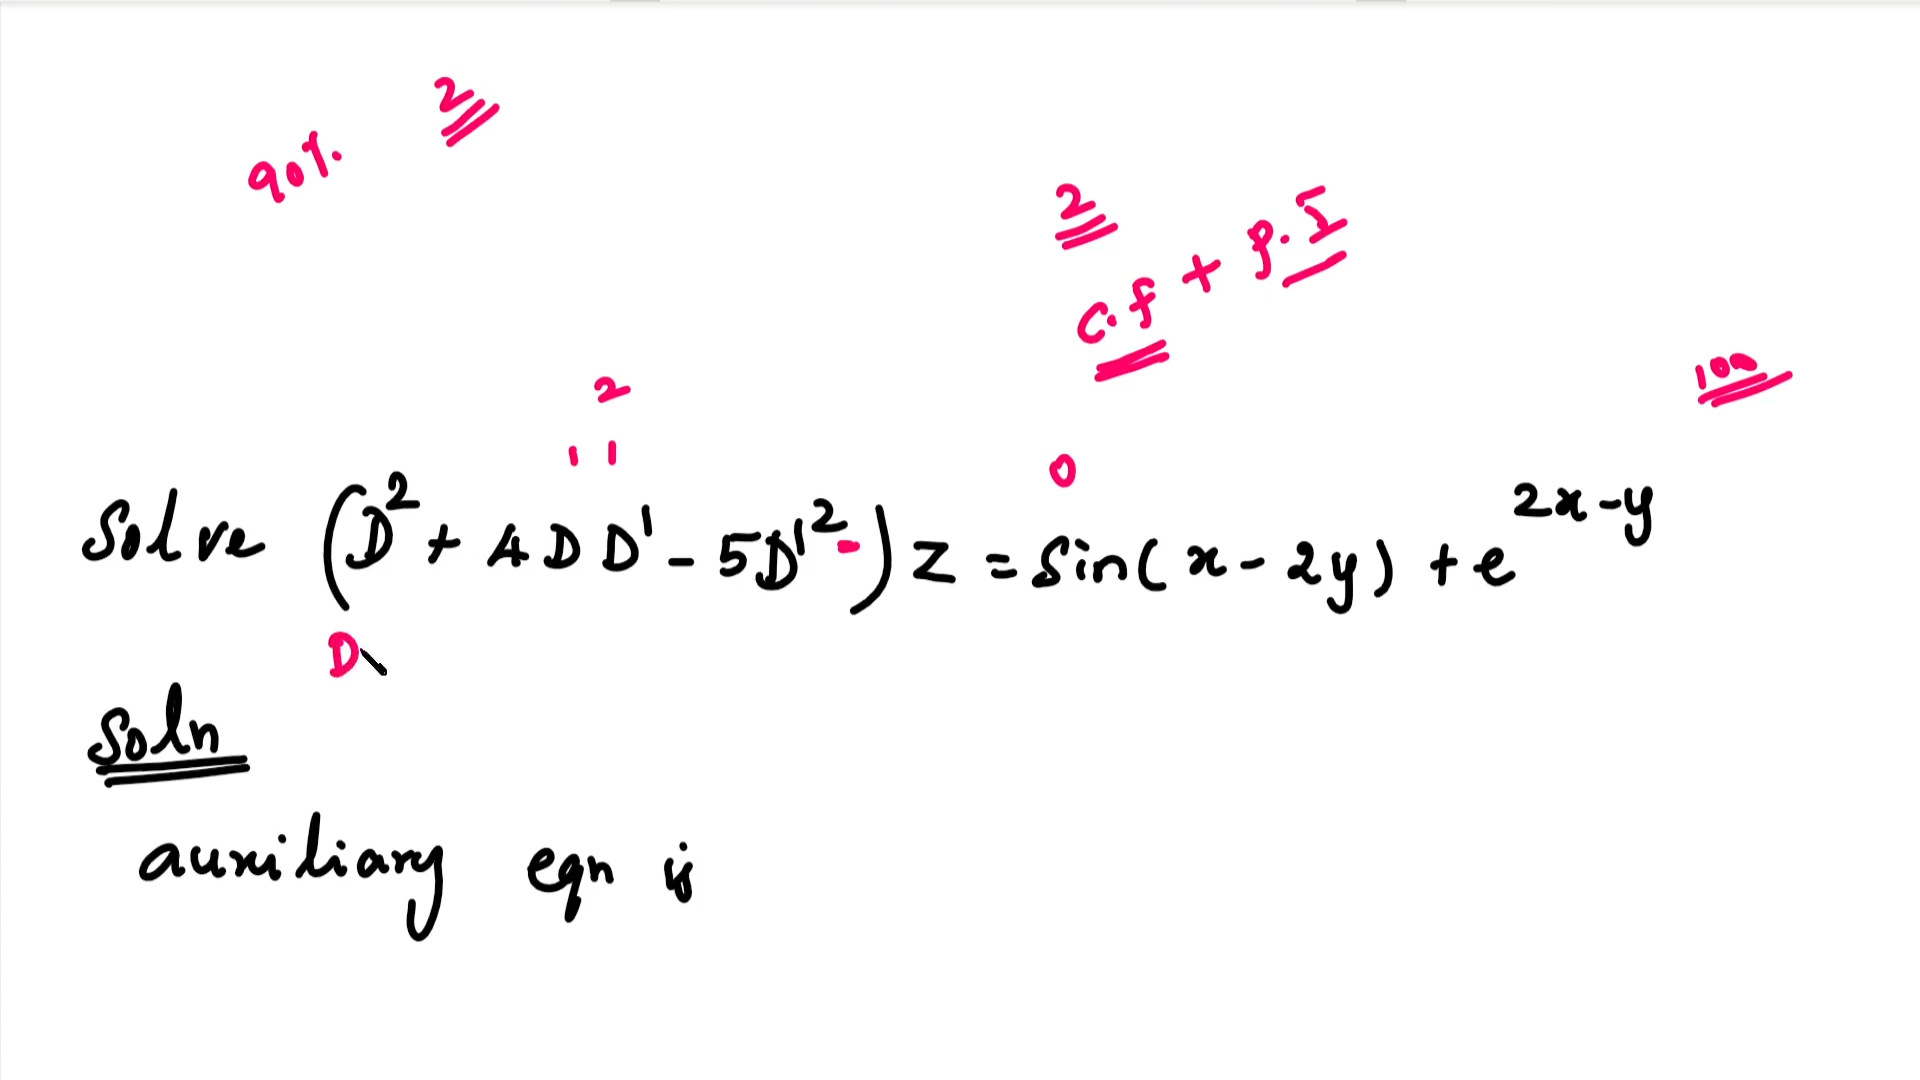 90%. 2
2
C.f + P.I
100
2
1 1 0
Solve (D² + 4DD' - 5D'²) z = Sin(x - 2y) + e^{2x-y}
D
Soln
auxiliary eqn is